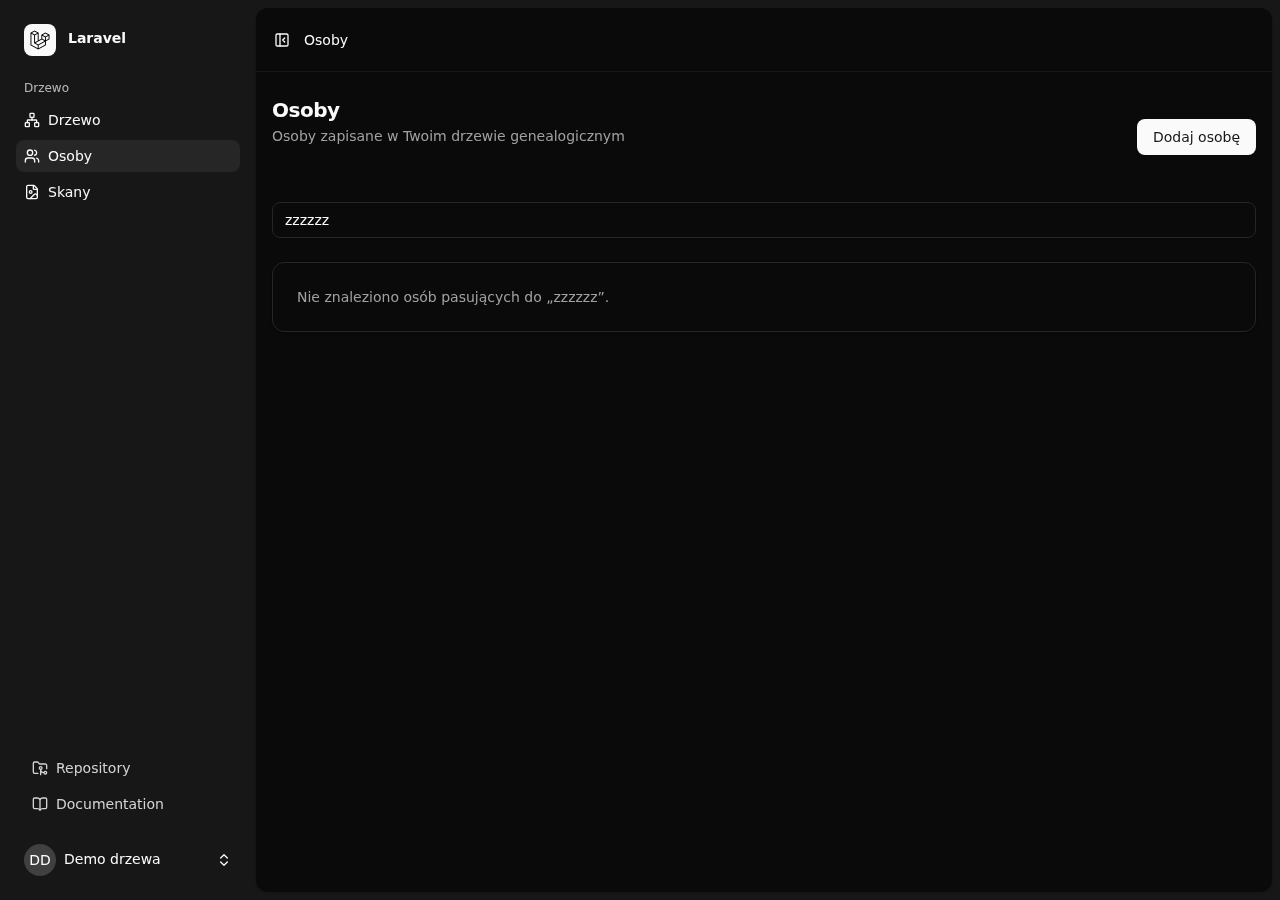 Laravel
Drzewo
Drzewo
Osoby
Skany
Repository
Documentation
DD
Demo drzewa
Osoby
Osoby
Osoby zapisane w Twoim drzewie genealogicznym
Dodaj osobę
zzzzzz
Nie znaleziono osób pasujących do „zzzzzz”.